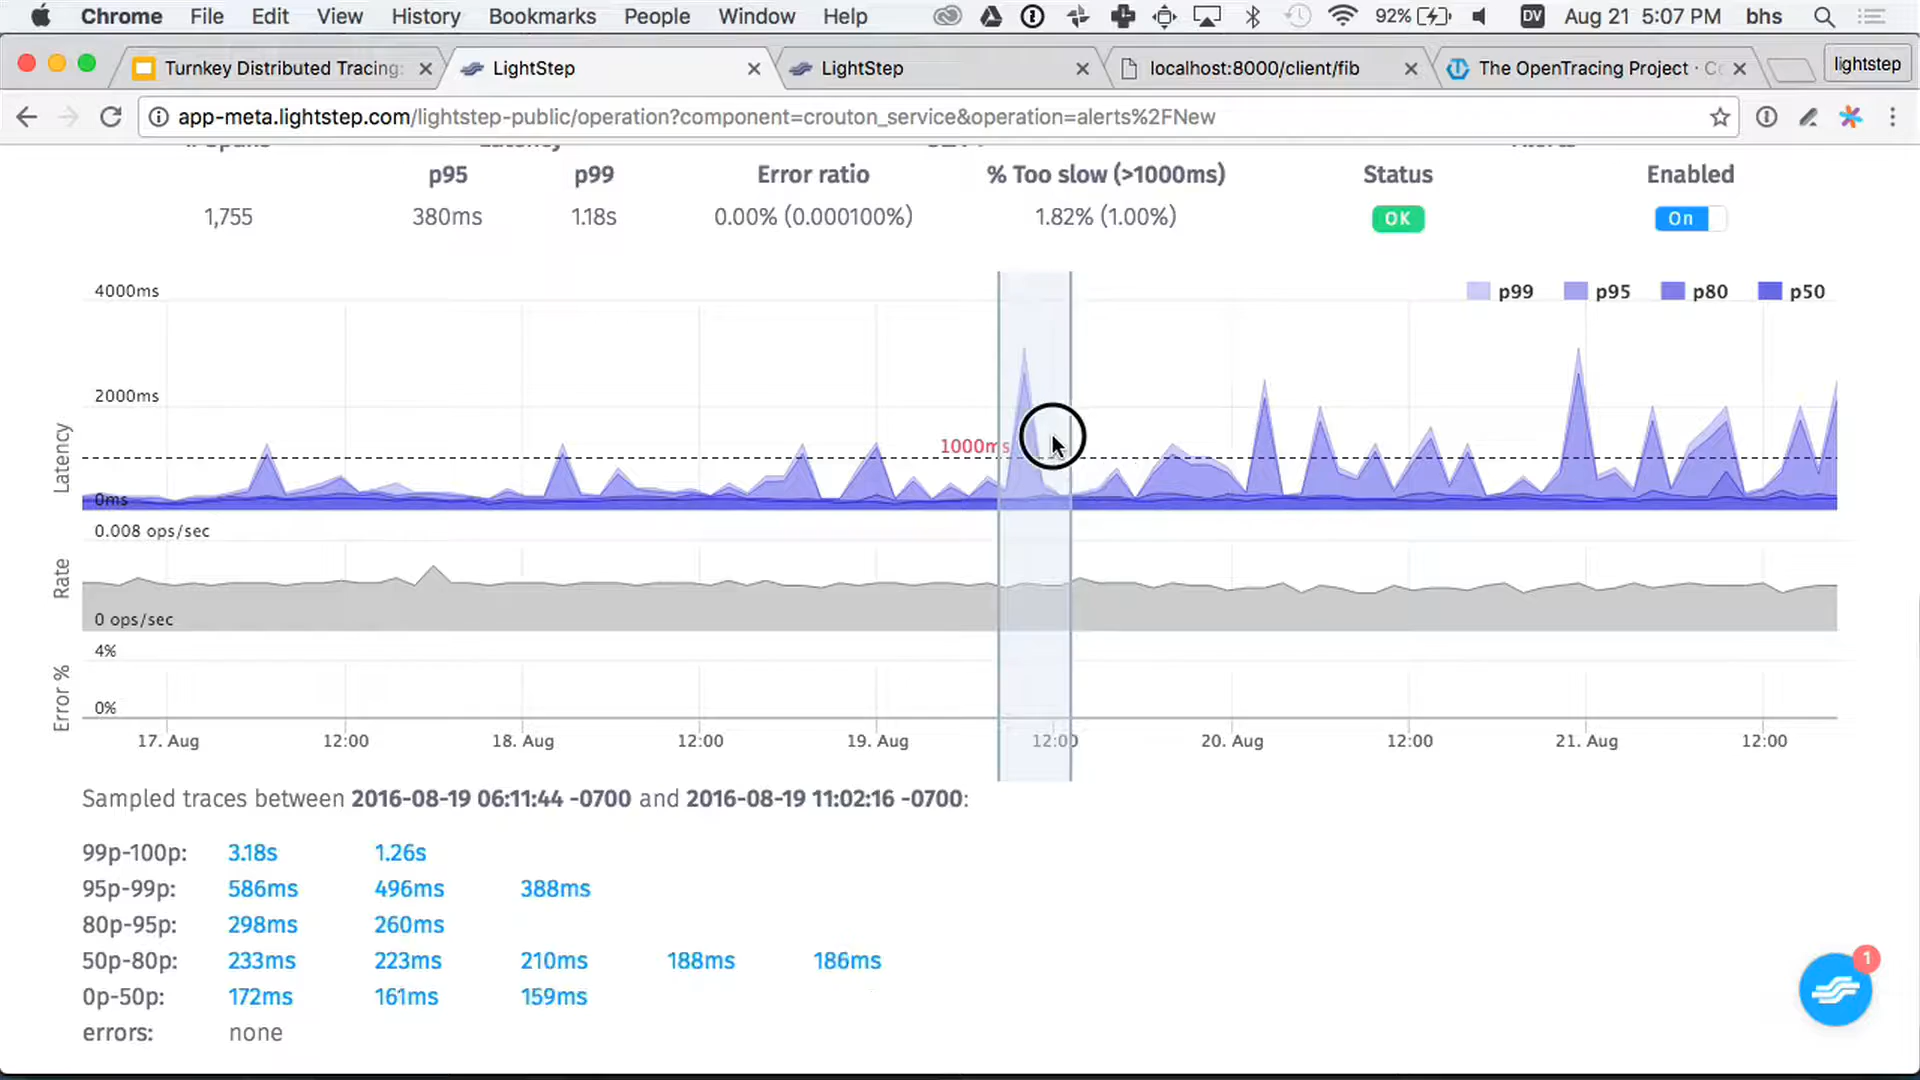 Chrome File Edit View History Bookmarks People Window Help 92% DV Aug 21 5:07 PM bhs
Turnkey Distributed Tracing: LightStep LightStep localhost:8000/client/fib The OpenTracing Project · Ce lightstep
app-meta.lightstep.com/lightstep-public/operation?component=crouton_service&operation=alerts%2FNew
p95 p99 Error ratio % Too slow (>1000ms) Status Enabled
1,755 380ms 1.18s 0.00% (0.000100%) 1.82% (1.00%) OK On
4000ms p99 p95 p80 p50
2000ms
1000ms
Latency
0ms
0.008 ops/sec
Rate
0 ops/sec
4%
Error %
0%
17. Aug 12:00 18. Aug 12:00 19. Aug 12:00 20. Aug 12:00 21. Aug 12:00
Sampled traces between 2016-08-19 06:11:44 -0700 and 2016-08-19 11:02:16 -0700:
99p-100p: 3.18s 1.26s
95p-99p: 586ms 496ms 388ms
80p-95p: 298ms 260ms
50p-80p: 233ms 223ms 210ms 188ms 186ms
0p-50p: 172ms 161ms 159ms
errors: none
1